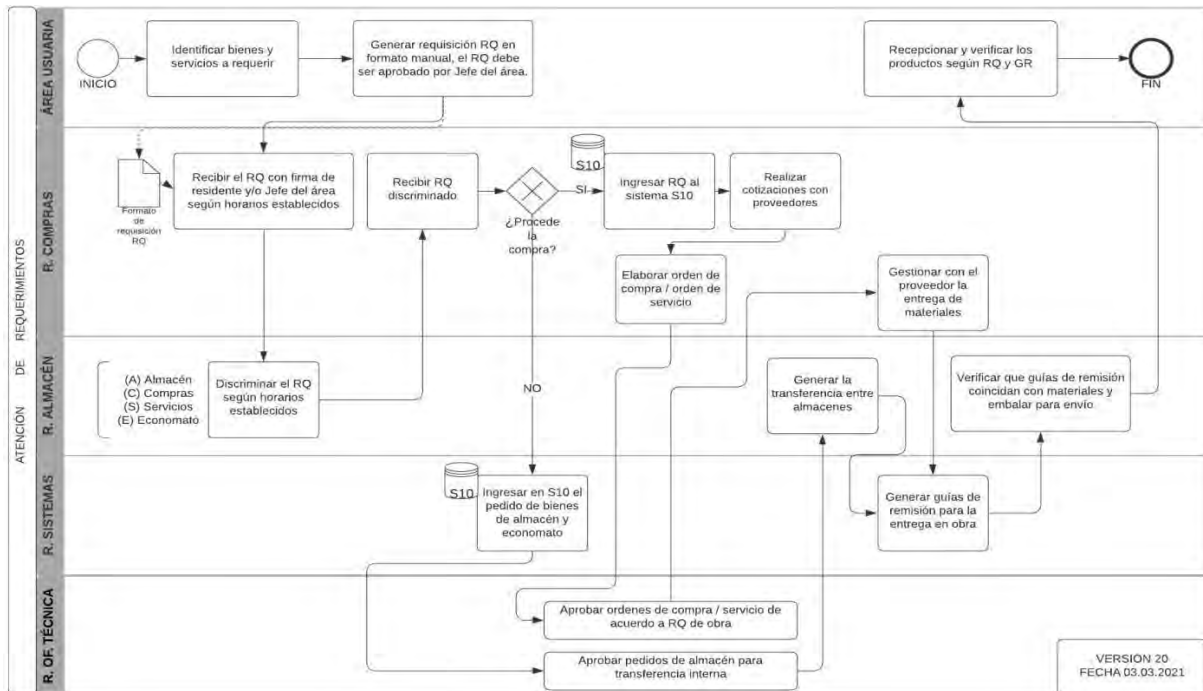 ATENCIÓN DE REQUERIMIENTOS
ÁREA USUARIA
INICIO
Identificar bienes y
servicios a requerir
Generar requisición RQ en
formato manual, el RQ debe
ser aprobado por Jefe del área.
Recepcionar y verificar los
productos según RQ y GR
FIN
R. COMPRAS
Formato
de
requisición
RQ
Recibir el RQ con firma de
residente y/o Jefe del área
según horarios establecidos
Recibir RQ
discriminado
¿Procede
la
compra?
SI
S10
Ingresar RQ al
sistema S10
Realizar
cotizaciones con
proveedores
Elaborar orden de
compra / orden de
servicio
Gestionar con el
proveedor la
entrega de
materiales
R. ALMACÉN
(A) Almacén
(C) Compras
(S) Servicios
(E) Economato
Discriminar el RQ
según horarios
establecidos
NO
Generar la
transferencia entre
almacenes
Verificar que guías de remisión
coincidan con materiales y
embalar para envío
R. SISTEMAS
S10
Ingresar en S10 el
pedido de bienes
de almacén y
economato
Generar guías de
remisión para la
entrega en obra
R. OF. TÉCNICA
Aprobar ordenes de compra / servicio de
acuerdo a RQ de obra
Aprobar pedidos de almacén para
transferencia interna
VERSIÓN 20
FECHA 03.03.2021